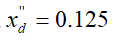 x_d^" = 0.125